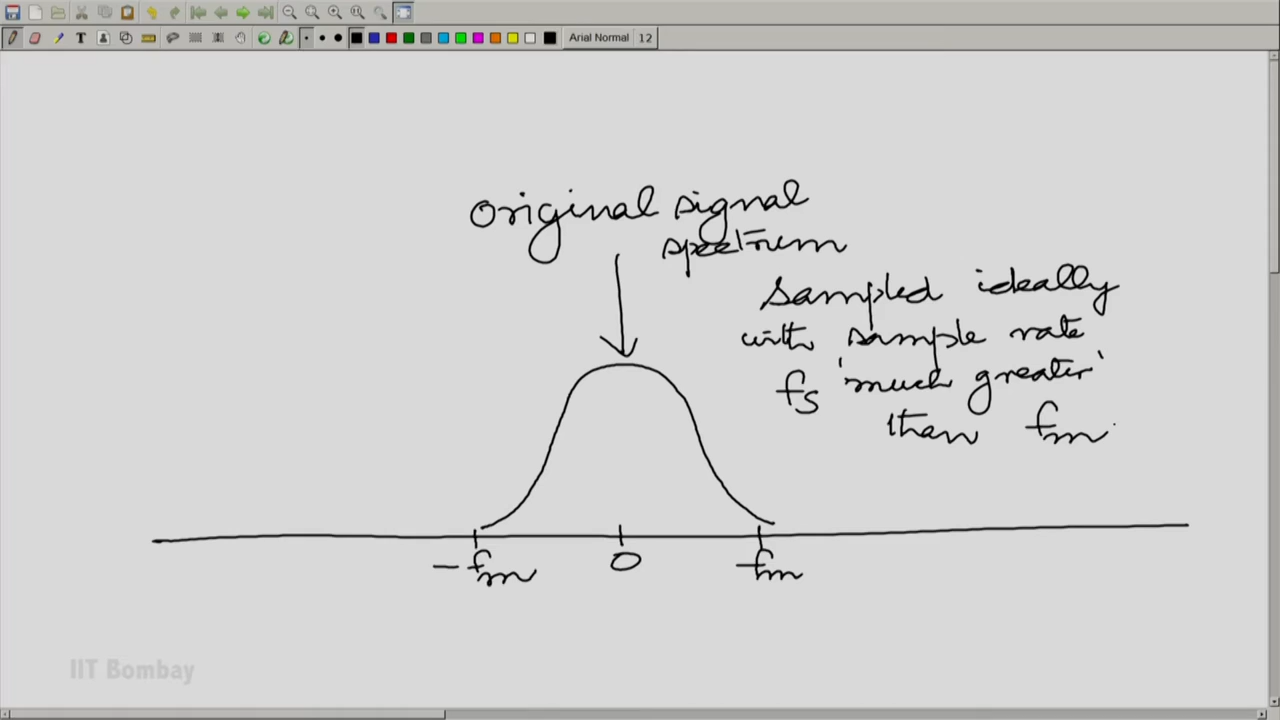 Arial Normal 12
original signal
spectrum
sampled ideally
with sample rate
fs 'much greater'
than fm.
-fm 0 fm
IIT Bombay